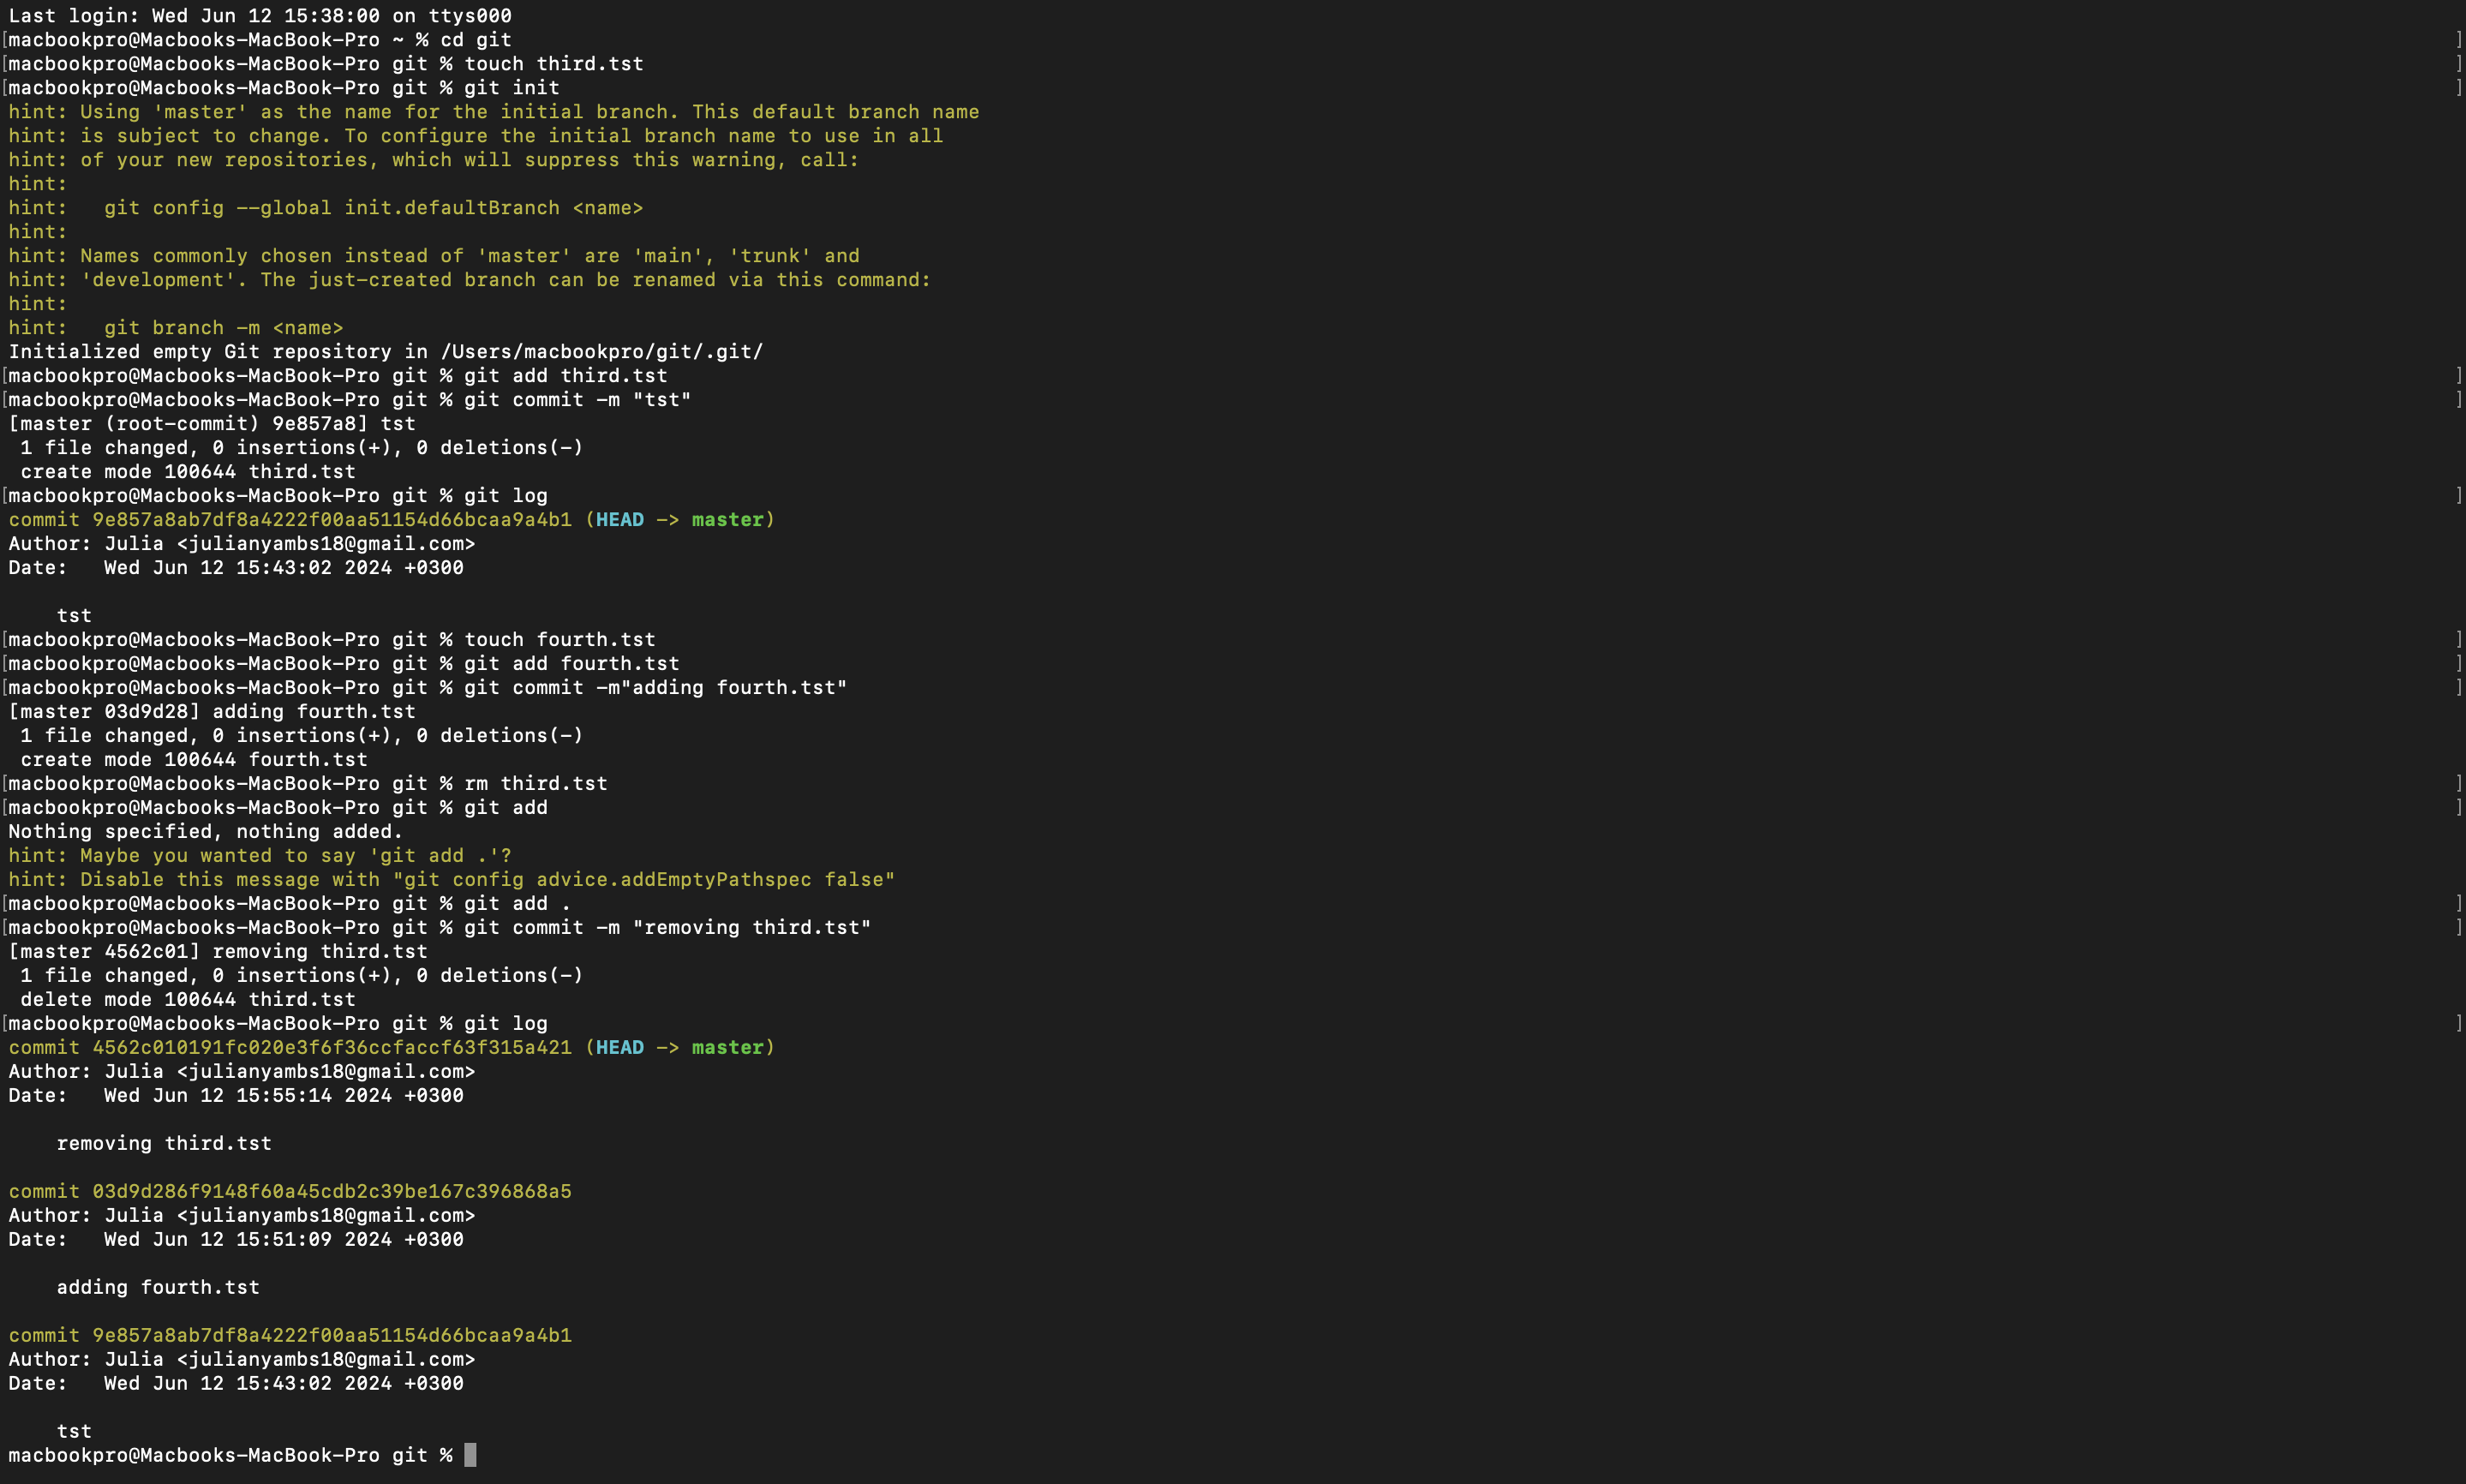 Last login: Wed Jun 12 15:38:00 on ttys000
[macbookpro@Macbooks-MacBook-Pro ~ % cd git ]
[macbookpro@Macbooks-MacBook-Pro git % touch third.tst ]
[macbookpro@Macbooks-MacBook-Pro git % git init ]
hint: Using 'master' as the name for the initial branch. This default branch name
hint: is subject to change. To configure the initial branch name to use in all
hint: of your new repositories, which will suppress this warning, call:
hint:
hint:   git config --global init.defaultBranch <name>
hint:
hint: Names commonly chosen instead of 'master' are 'main', 'trunk' and
hint: 'development'. The just-created branch can be renamed via this command:
hint:
hint:   git branch -m <name>
Initialized empty Git repository in /Users/macbookpro/git/.git/
[macbookpro@Macbooks-MacBook-Pro git % git add third.tst ]
[macbookpro@Macbooks-MacBook-Pro git % git commit -m "tst" ]
[master (root-commit) 9e857a8] tst
 1 file changed, 0 insertions(+), 0 deletions(-)
 create mode 100644 third.tst
[macbookpro@Macbooks-MacBook-Pro git % git log ]
commit 9e857a8ab7df8a4222f00aa51154d66bcaa9a4b1 (HEAD -> master)
Author: Julia <julianyambs18@gmail.com>
Date:   Wed Jun 12 15:43:02 2024 +0300

    tst
[macbookpro@Macbooks-MacBook-Pro git % touch fourth.tst ]
[macbookpro@Macbooks-MacBook-Pro git % git add fourth.tst ]
[macbookpro@Macbooks-MacBook-Pro git % git commit -m"adding fourth.tst" ]
[master 03d9d28] adding fourth.tst
 1 file changed, 0 insertions(+), 0 deletions(-)
 create mode 100644 fourth.tst
[macbookpro@Macbooks-MacBook-Pro git % rm third.tst ]
[macbookpro@Macbooks-MacBook-Pro git % git add ]
Nothing specified, nothing added.
hint: Maybe you wanted to say 'git add .'?
hint: Disable this message with "git config advice.addEmptyPathspec false"
[macbookpro@Macbooks-MacBook-Pro git % git add . ]
[macbookpro@Macbooks-MacBook-Pro git % git commit -m "removing third.tst" ]
[master 4562c01] removing third.tst
 1 file changed, 0 insertions(+), 0 deletions(-)
 delete mode 100644 third.tst
[macbookpro@Macbooks-MacBook-Pro git % git log ]
commit 4562c010191fc020e3f6f36ccfaccf63f315a421 (HEAD -> master)
Author: Julia <julianyambs18@gmail.com>
Date:   Wed Jun 12 15:55:14 2024 +0300

    removing third.tst

commit 03d9d286f9148f60a45cdb2c39be167c396868a5
Author: Julia <julianyambs18@gmail.com>
Date:   Wed Jun 12 15:51:09 2024 +0300

    adding fourth.tst

commit 9e857a8ab7df8a4222f00aa51154d66bcaa9a4b1
Author: Julia <julianyambs18@gmail.com>
Date:   Wed Jun 12 15:43:02 2024 +0300

    tst
macbookpro@Macbooks-MacBook-Pro git %